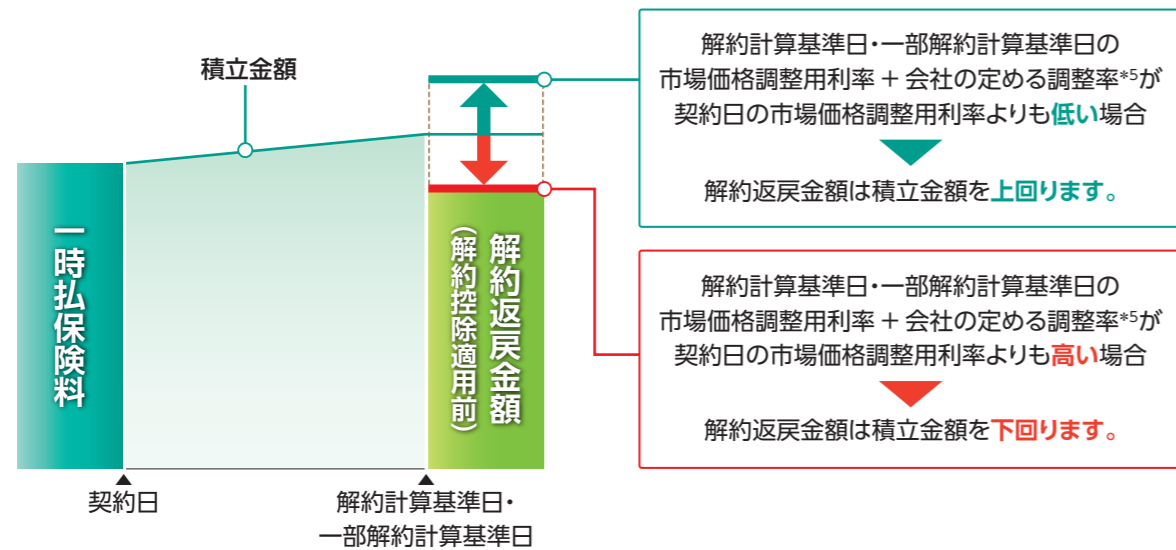 積立金額
一時払保険料
解約返戻金額
（解約控除適用前）
契約日
解約計算基準日・
一部解約計算基準日
解約計算基準日・一部解約計算基準日の
市場価格調整用利率 + 会社の定める調整率*5が
契約日の市場価格調整用利率よりも低い場合
解約返戻金額は積立金額を上回ります。
解約計算基準日・一部解約計算基準日の
市場価格調整用利率 + 会社の定める調整率*5が
契約日の市場価格調整用利率よりも高い場合
解約返戻金額は積立金額を下回ります。